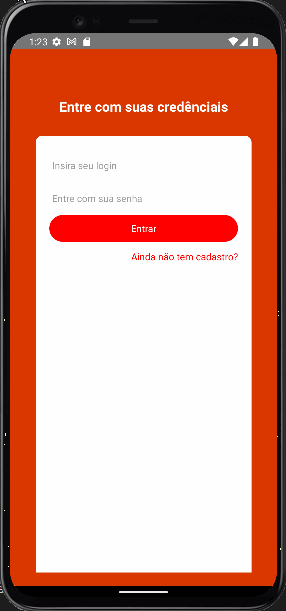 1:23
Entre com suas credênciais
Insira seu login
Entre com sua senha
Entrar
Ainda não tem cadastro?